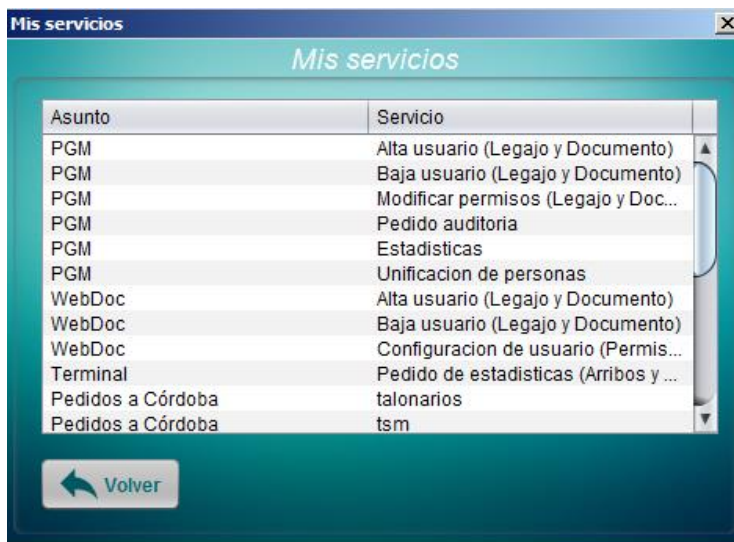 Mis servicios
Mis servicios
Asunto Servicio
PGM Alta usuario (Legajo y Documento)
PGM Baja usuario (Legajo y Documento)
PGM Modificar permisos (Legajo y Doc...
PGM Pedido auditoria
PGM Estadisticas
PGM Unificacion de personas
WebDoc Alta usuario (Legajo y Documento)
WebDoc Baja usuario (Legajo y Documento)
WebDoc Configuracion de usuario (Permis...
Terminal Pedido de estadisticas (Arribos y ...
Pedidos a Córdoba talonarios
Pedidos a Córdoba tsm
Volver